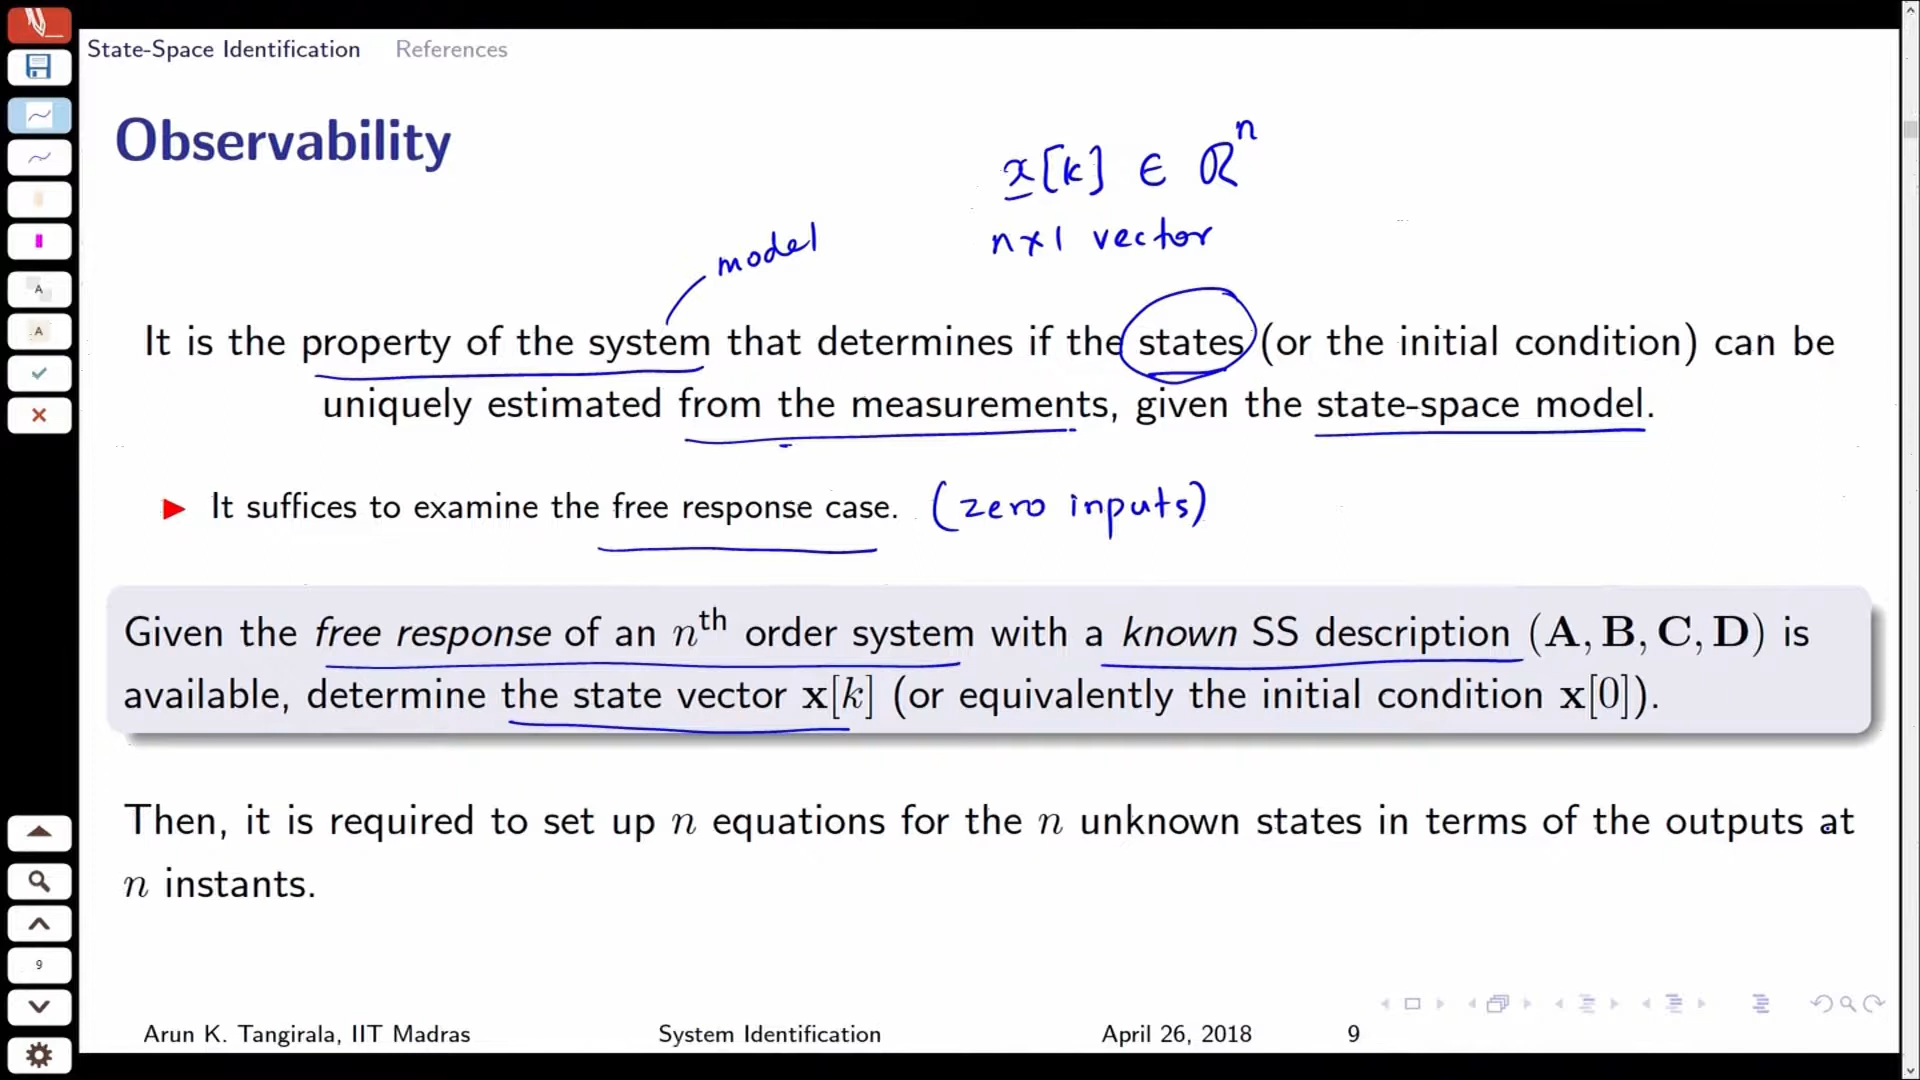 State-Space Identification References
Observability
x[k] ∈ ℝⁿ
n×1 vector
model
It is the property of the system that determines if the states (or the initial condition) can be
uniquely estimated from the measurements, given the state-space model.
► It suffices to examine the free response case. (zero inputs)
Given the free response of an nᵗʰ order system with a known SS description (A, B, C, D) is
available, determine the state vector x[k] (or equivalently the initial condition x[0]).
Then, it is required to set up n equations for the n unknown states in terms of the outputs at
n instants.
A
A
9
Arun K. Tangirala, IIT Madras System Identification April 26, 2018 9